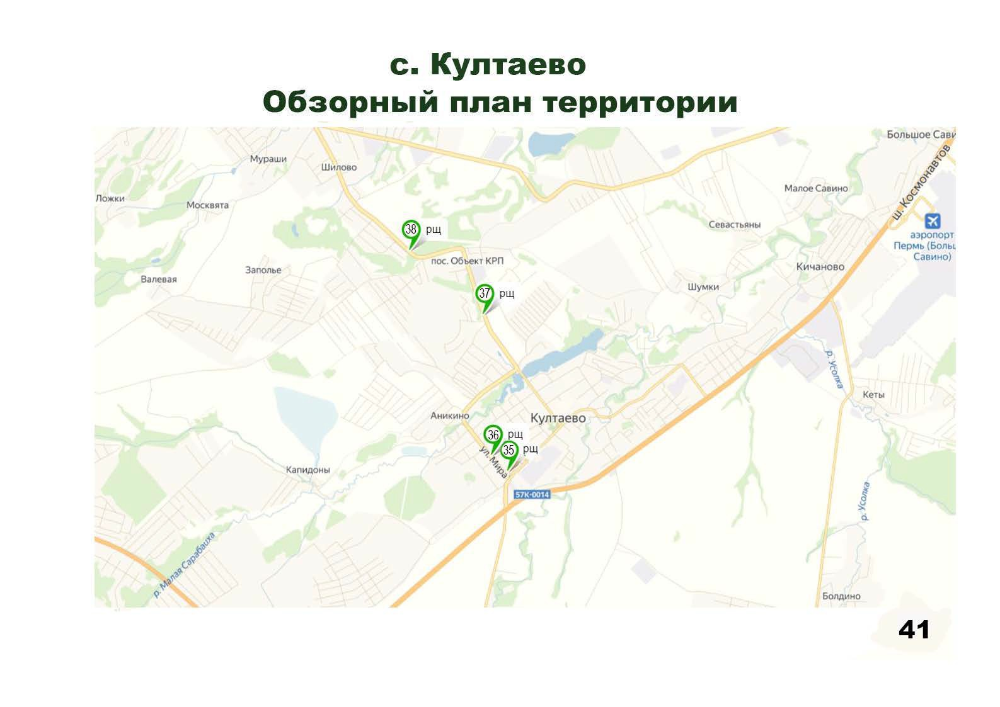 с. Култаево
Обзорный план территории
Большое Сави
Мураши
Шилово
ш. Космонавтов
Малое Савино
Ложки
Москвята
Севастьяны
38 рщ
аэропорт
Пермь (Боль
Савино)
пос. Объект КРП
Кичаново
Заполье
Валевая
Шумки
37 рщ
р. Усолка
Кеты
Аникино
Култаево
36 рщ
35 рщ
ул. Мира
Капидоны
57К-0014
р. Усолка
р. Малая Сарабаиха
Болдино
41